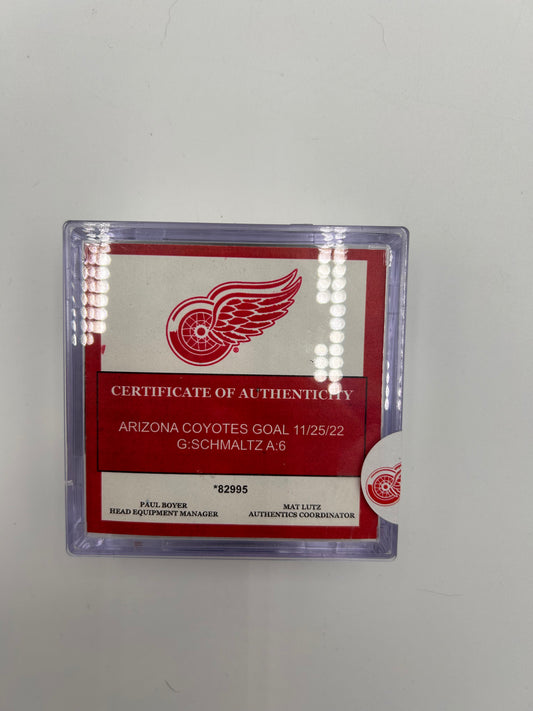 CERTIFICATE OF AUTHENTICITY
ARIZONA COYOTES GOAL 11/25/22
G:SCHMALTZ A:6
*82995
PAUL BOYER
HEAD EQUIPMENT MANAGER
MAT LUTZ
AUTHENTICS COORDINATOR